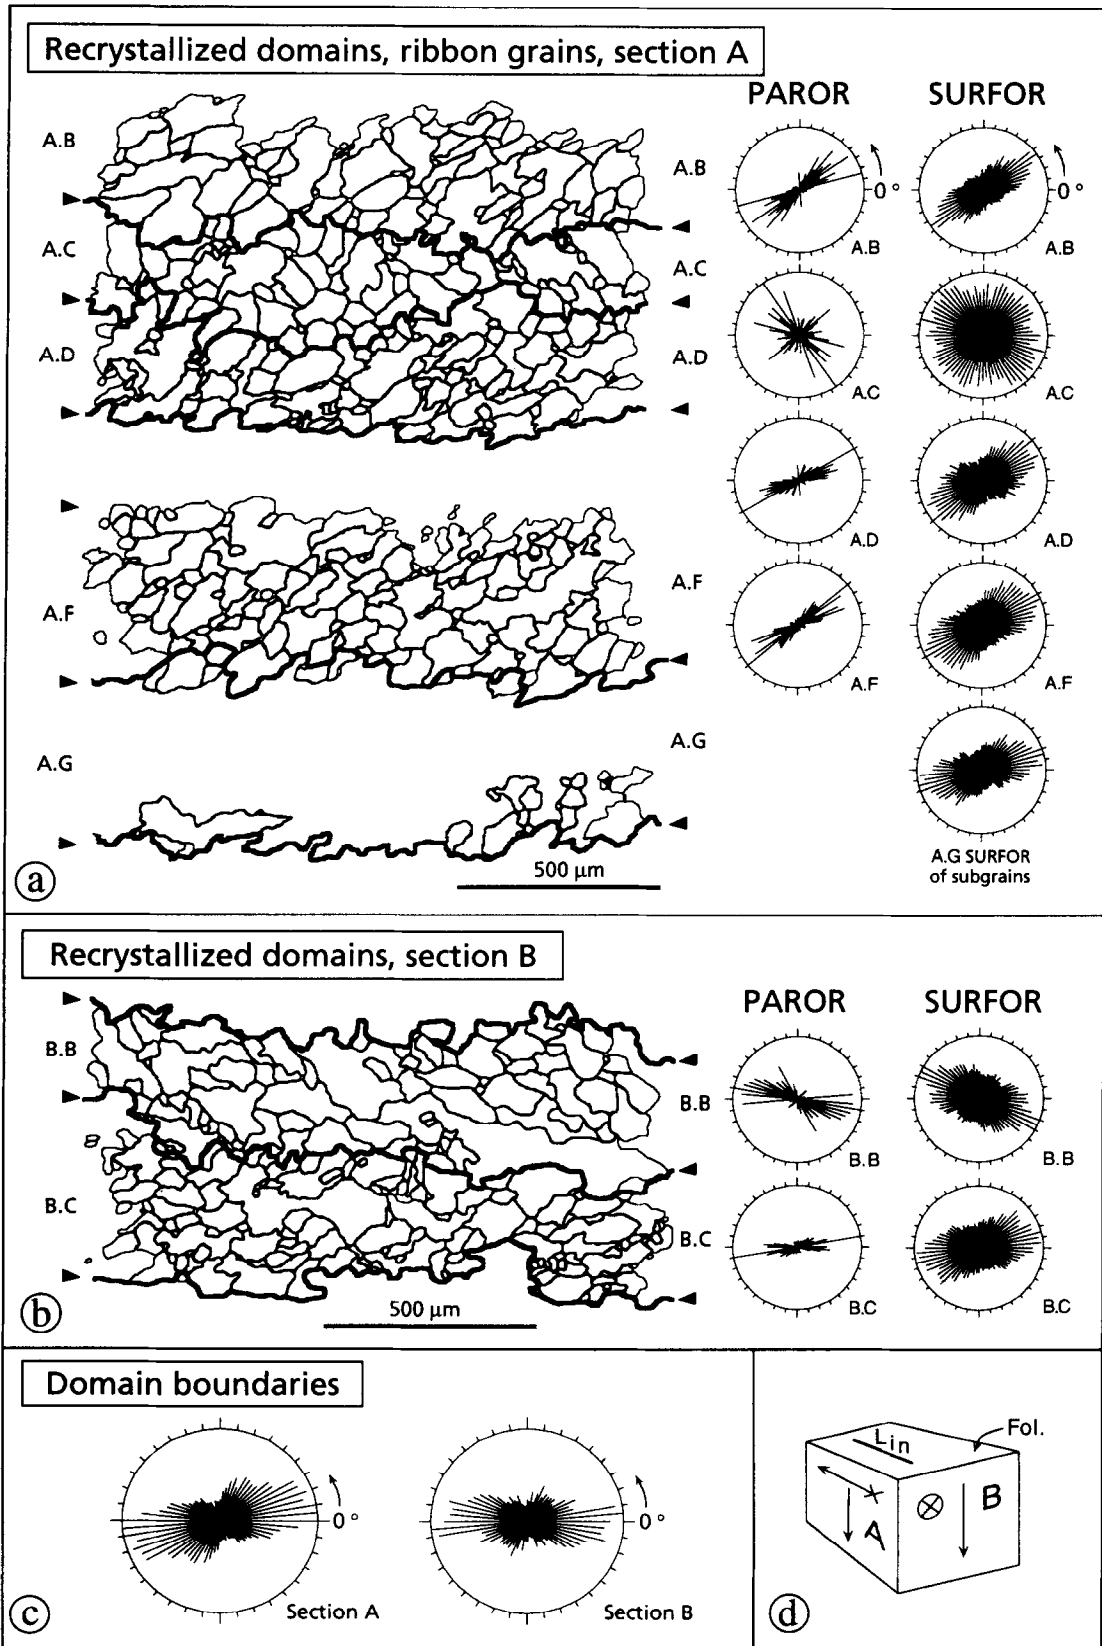 Recrystallized domains, ribbon grains, section A
PAROR
SURFOR
A.B
A.B
0°
A.B
0°
A.B
A.C
A.C
A.C
A.C
A.D
A.D
A.D
A.D
A.F
A.F
A.F
A.F
A.G
A.G
A.G SURFOR
of subgrains
500 µm
a
Recrystallized domains, section B
PAROR
SURFOR
B.B
B.B
B.B
B.B
B.C
B.C
B.C
B.C
500 µm
b
Domain boundaries
0°
Section A
0°
Section B
c
Lin
Fol.
A
B
d